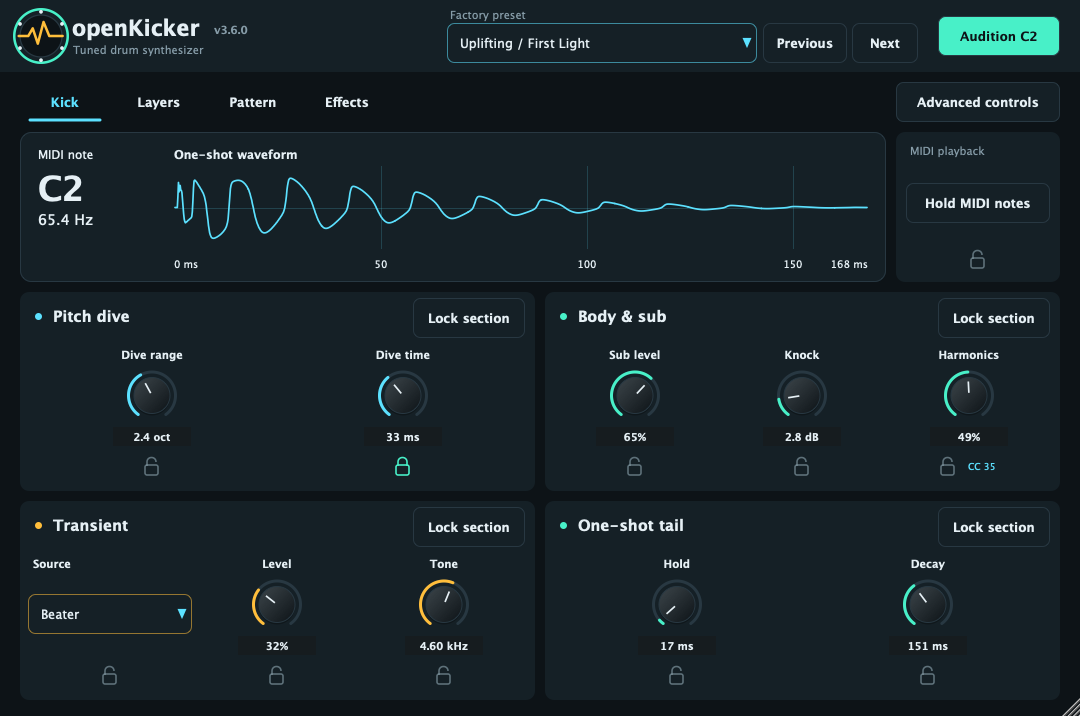 openKicker v3.6.0
Tuned drum synthesizer
Factory preset
Uplifting / First Light
Previous
Next
Audition C2
Kick
Layers
Pattern
Effects
Advanced controls
MIDI note
C2
65.4 Hz
One-shot waveform
0 ms 50 100 150 168 ms
MIDI playback
Hold MIDI notes
Pitch dive
Lock section
Dive range
2.4 oct
Dive time
33 ms
Body & sub
Lock section
Sub level
65%
Knock
2.8 dB
Harmonics
49%
CC 35
Transient
Lock section
Source
Beater
Level
32%
Tone
4.60 kHz
One-shot tail
Lock section
Hold
17 ms
Decay
151 ms